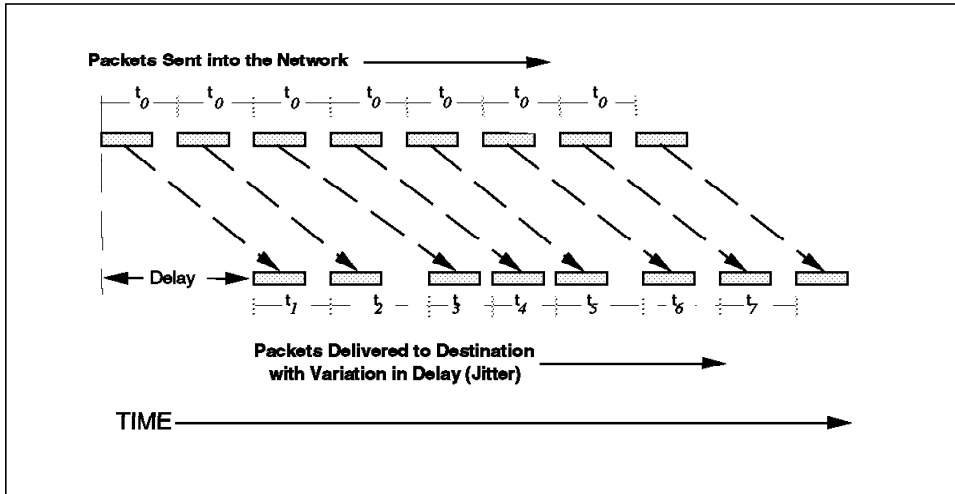 Packets Sent into the Network
t0 t0 t0 t0 t0 t0 t0
Delay
t1 t2 t3 t4 t5 t6 t7
Packets Delivered to Destination
with Variation in Delay (Jitter)
TIME